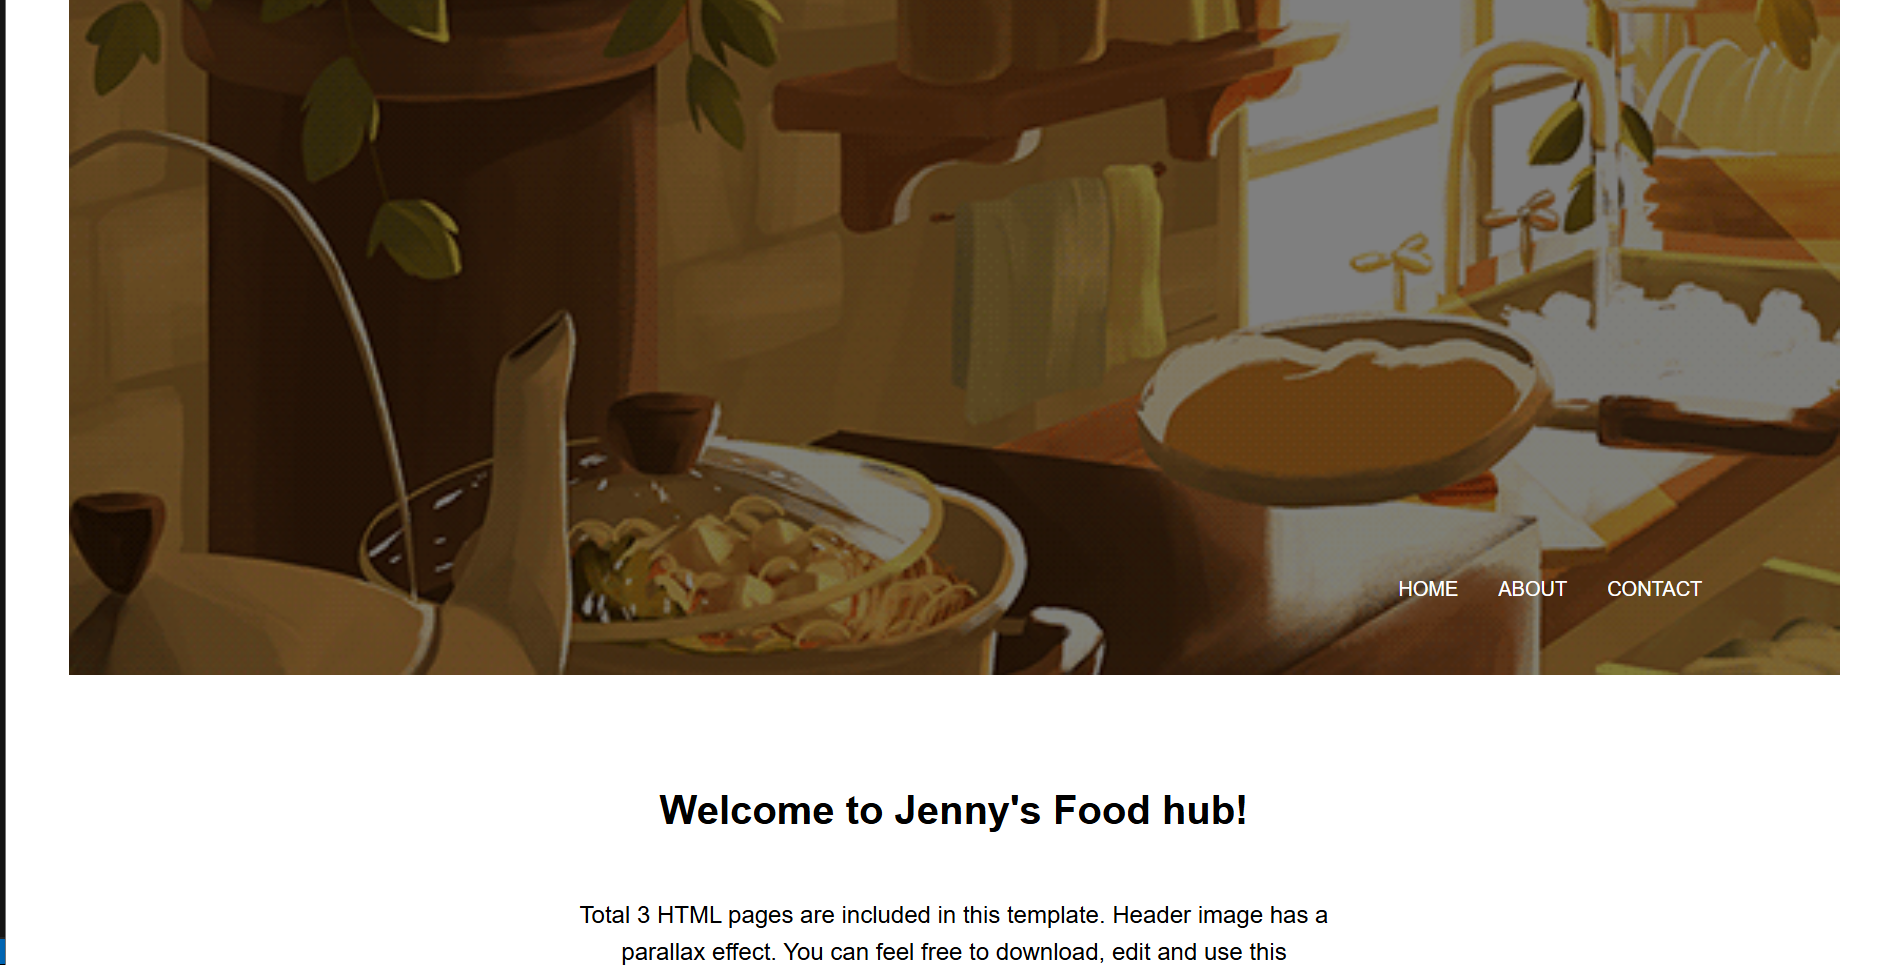 HOME ABOUT CONTACT
Welcome to Jenny's Food hub!
Total 3 HTML pages are included in this template. Header image has a
parallax effect. You can feel free to download, edit and use this